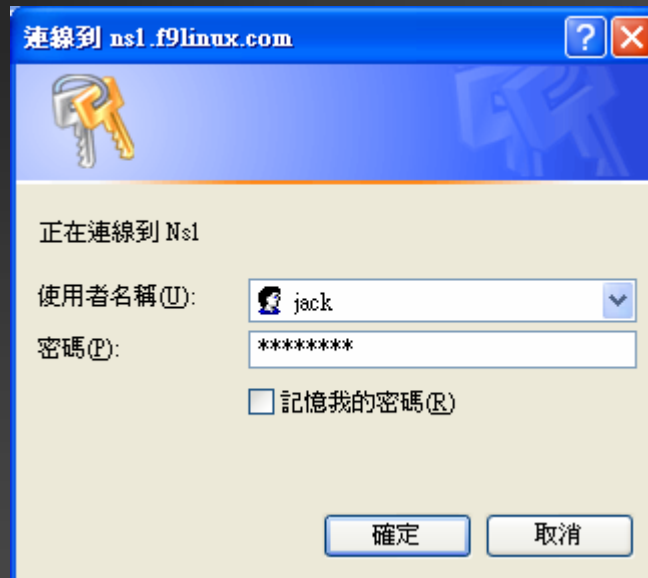 連線到 ns1.f9linux.com
正在連線到 Ns1
使用者名稱(U): jack
密碼(P): ********
記憶我的密碼(R)
確定 取消